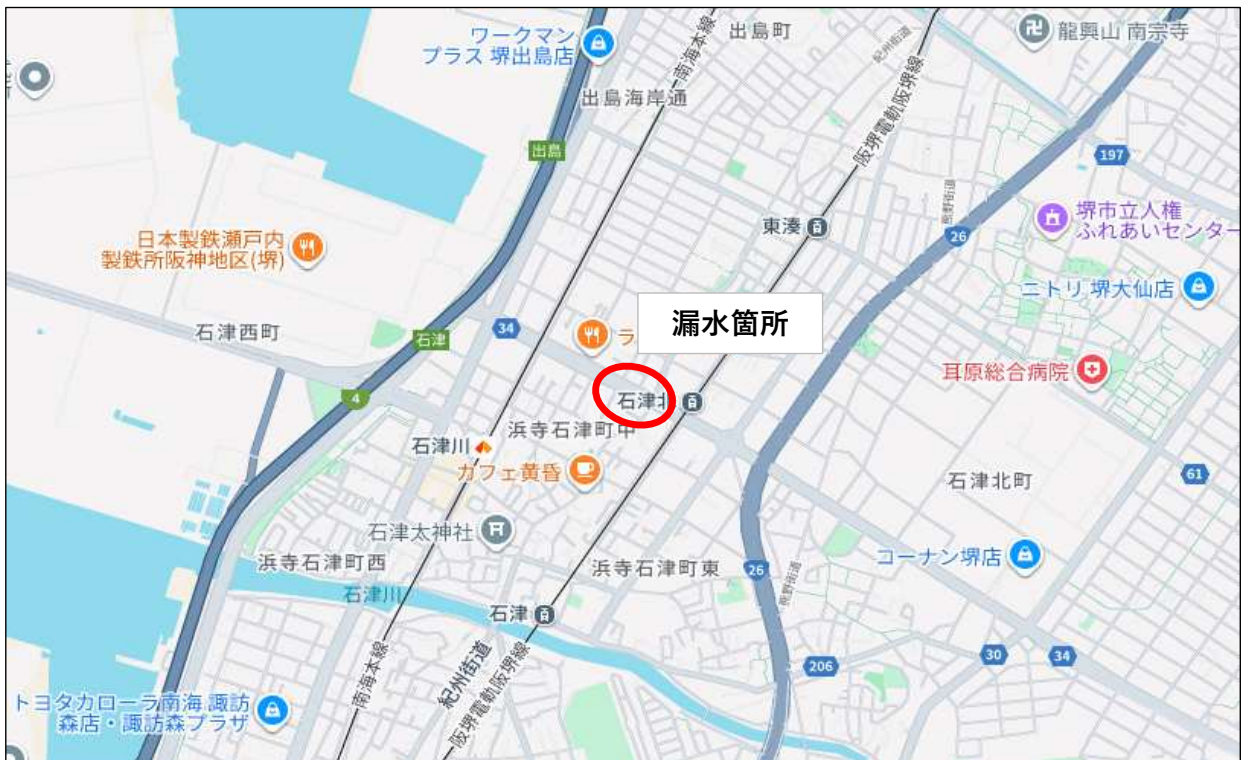 ワークマン
プラス 堺出島店
南海本線
出島町
紀州街道
龍興山 南宗寺
出島海岸通
阪堺電軌阪堺線
出島
197
熊野街道
東湊
堺市立人権
ふれあいセンター
26
日本製鉄瀬戸内
製鉄所阪神地区(堺)
ニトリ 堺大仙店
漏水箇所
石津西町
34
石津
ラ
耳原総合病院
4
石津北
浜寺石津町中
石津川
カフェ黄昏
61
石津北町
石津太神社
浜寺石津町西
浜寺石津町東
26
コーナン堺店
熊野街道
石津川
石津
紀州街道
30
34
206
南海本線
阪堺電軌阪堺線
トヨタカローラ南海 諏訪
森店・諏訪森プラザ